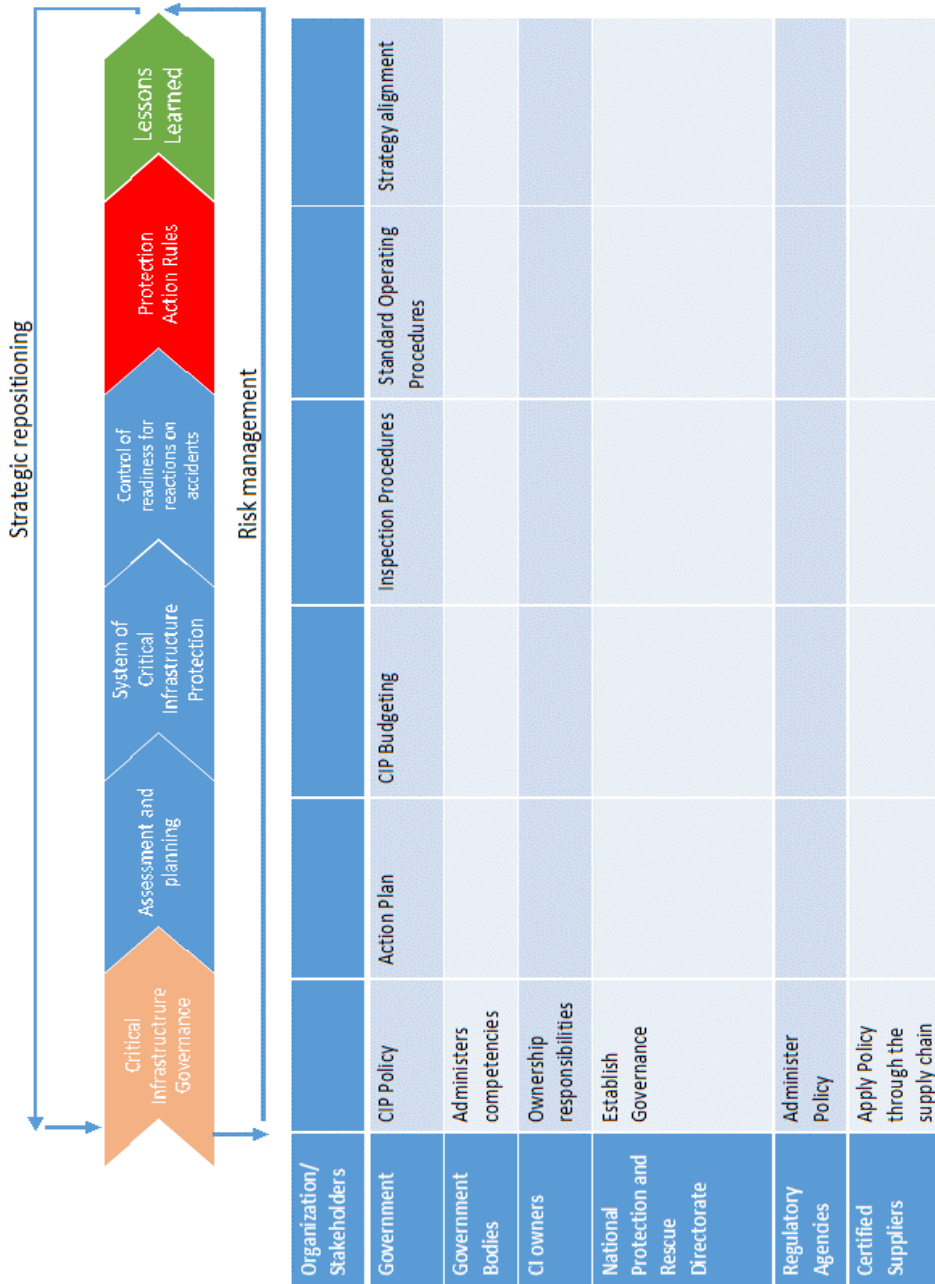 Strategic repositioning
Critical
Infrastructrure
Governance
Assessment and
planning
System of
Critical
Infrastructure
Protection
Control of
readiness for
reactions on
accidents
Protection
Action Rules
Lessons
Learned
Risk management
Organization/
Stakeholders
Government
CIP Policy
Action Plan
CIP Budgeting
Inspection Procedures
Standard Operating
Procedures
Strategy alignment
Government
Bodies
Administers
competencies
CI owners
Ownership
responsibilities
National
Protection and
Rescue
Directorate
Establish
Governance
Regulatory
Agencies
Administer
Policy
Certified
Suppliers
Apply Policy
through the
supply chain